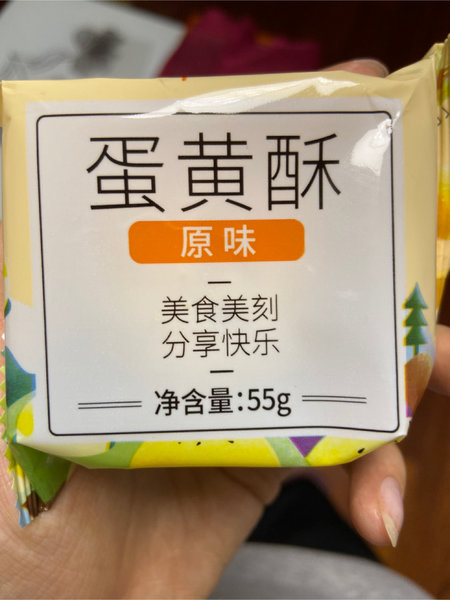 蛋黄酥
原味
美食美刻
分享快乐
净含量:55g